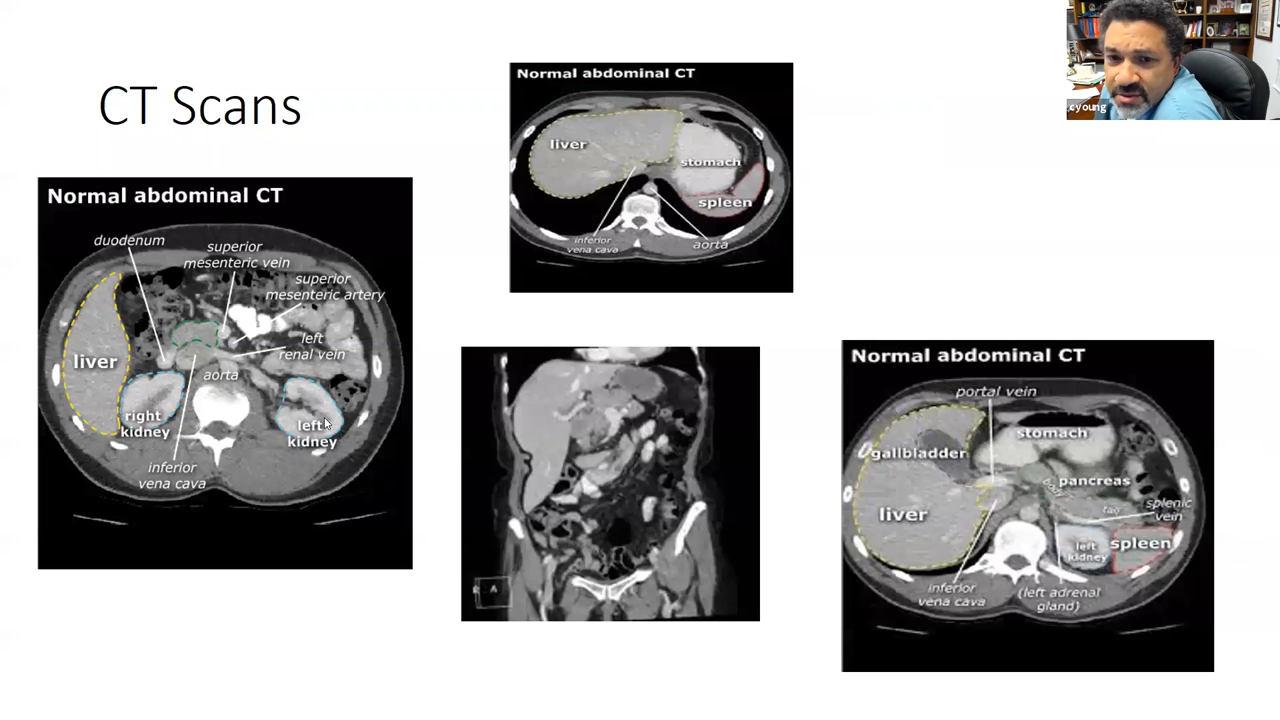 CT Scans
Normal abdominal CT
duodenum
superior
mesenteric vein
superior
mesenteric artery
left
renal vein
liver
aorta
right
kidney
left
kidney
inferior
vena cava
Normal abdominal CT
liver
stomach
spleen
inferior
vena cava
aorta
A
Normal abdominal CT
portal vein
stomach
gallbladder
pancreas
body
tail
splenic
vein
liver
left
kidney
spleen
inferior
vena cava
(left adrenal
gland)
cyoung